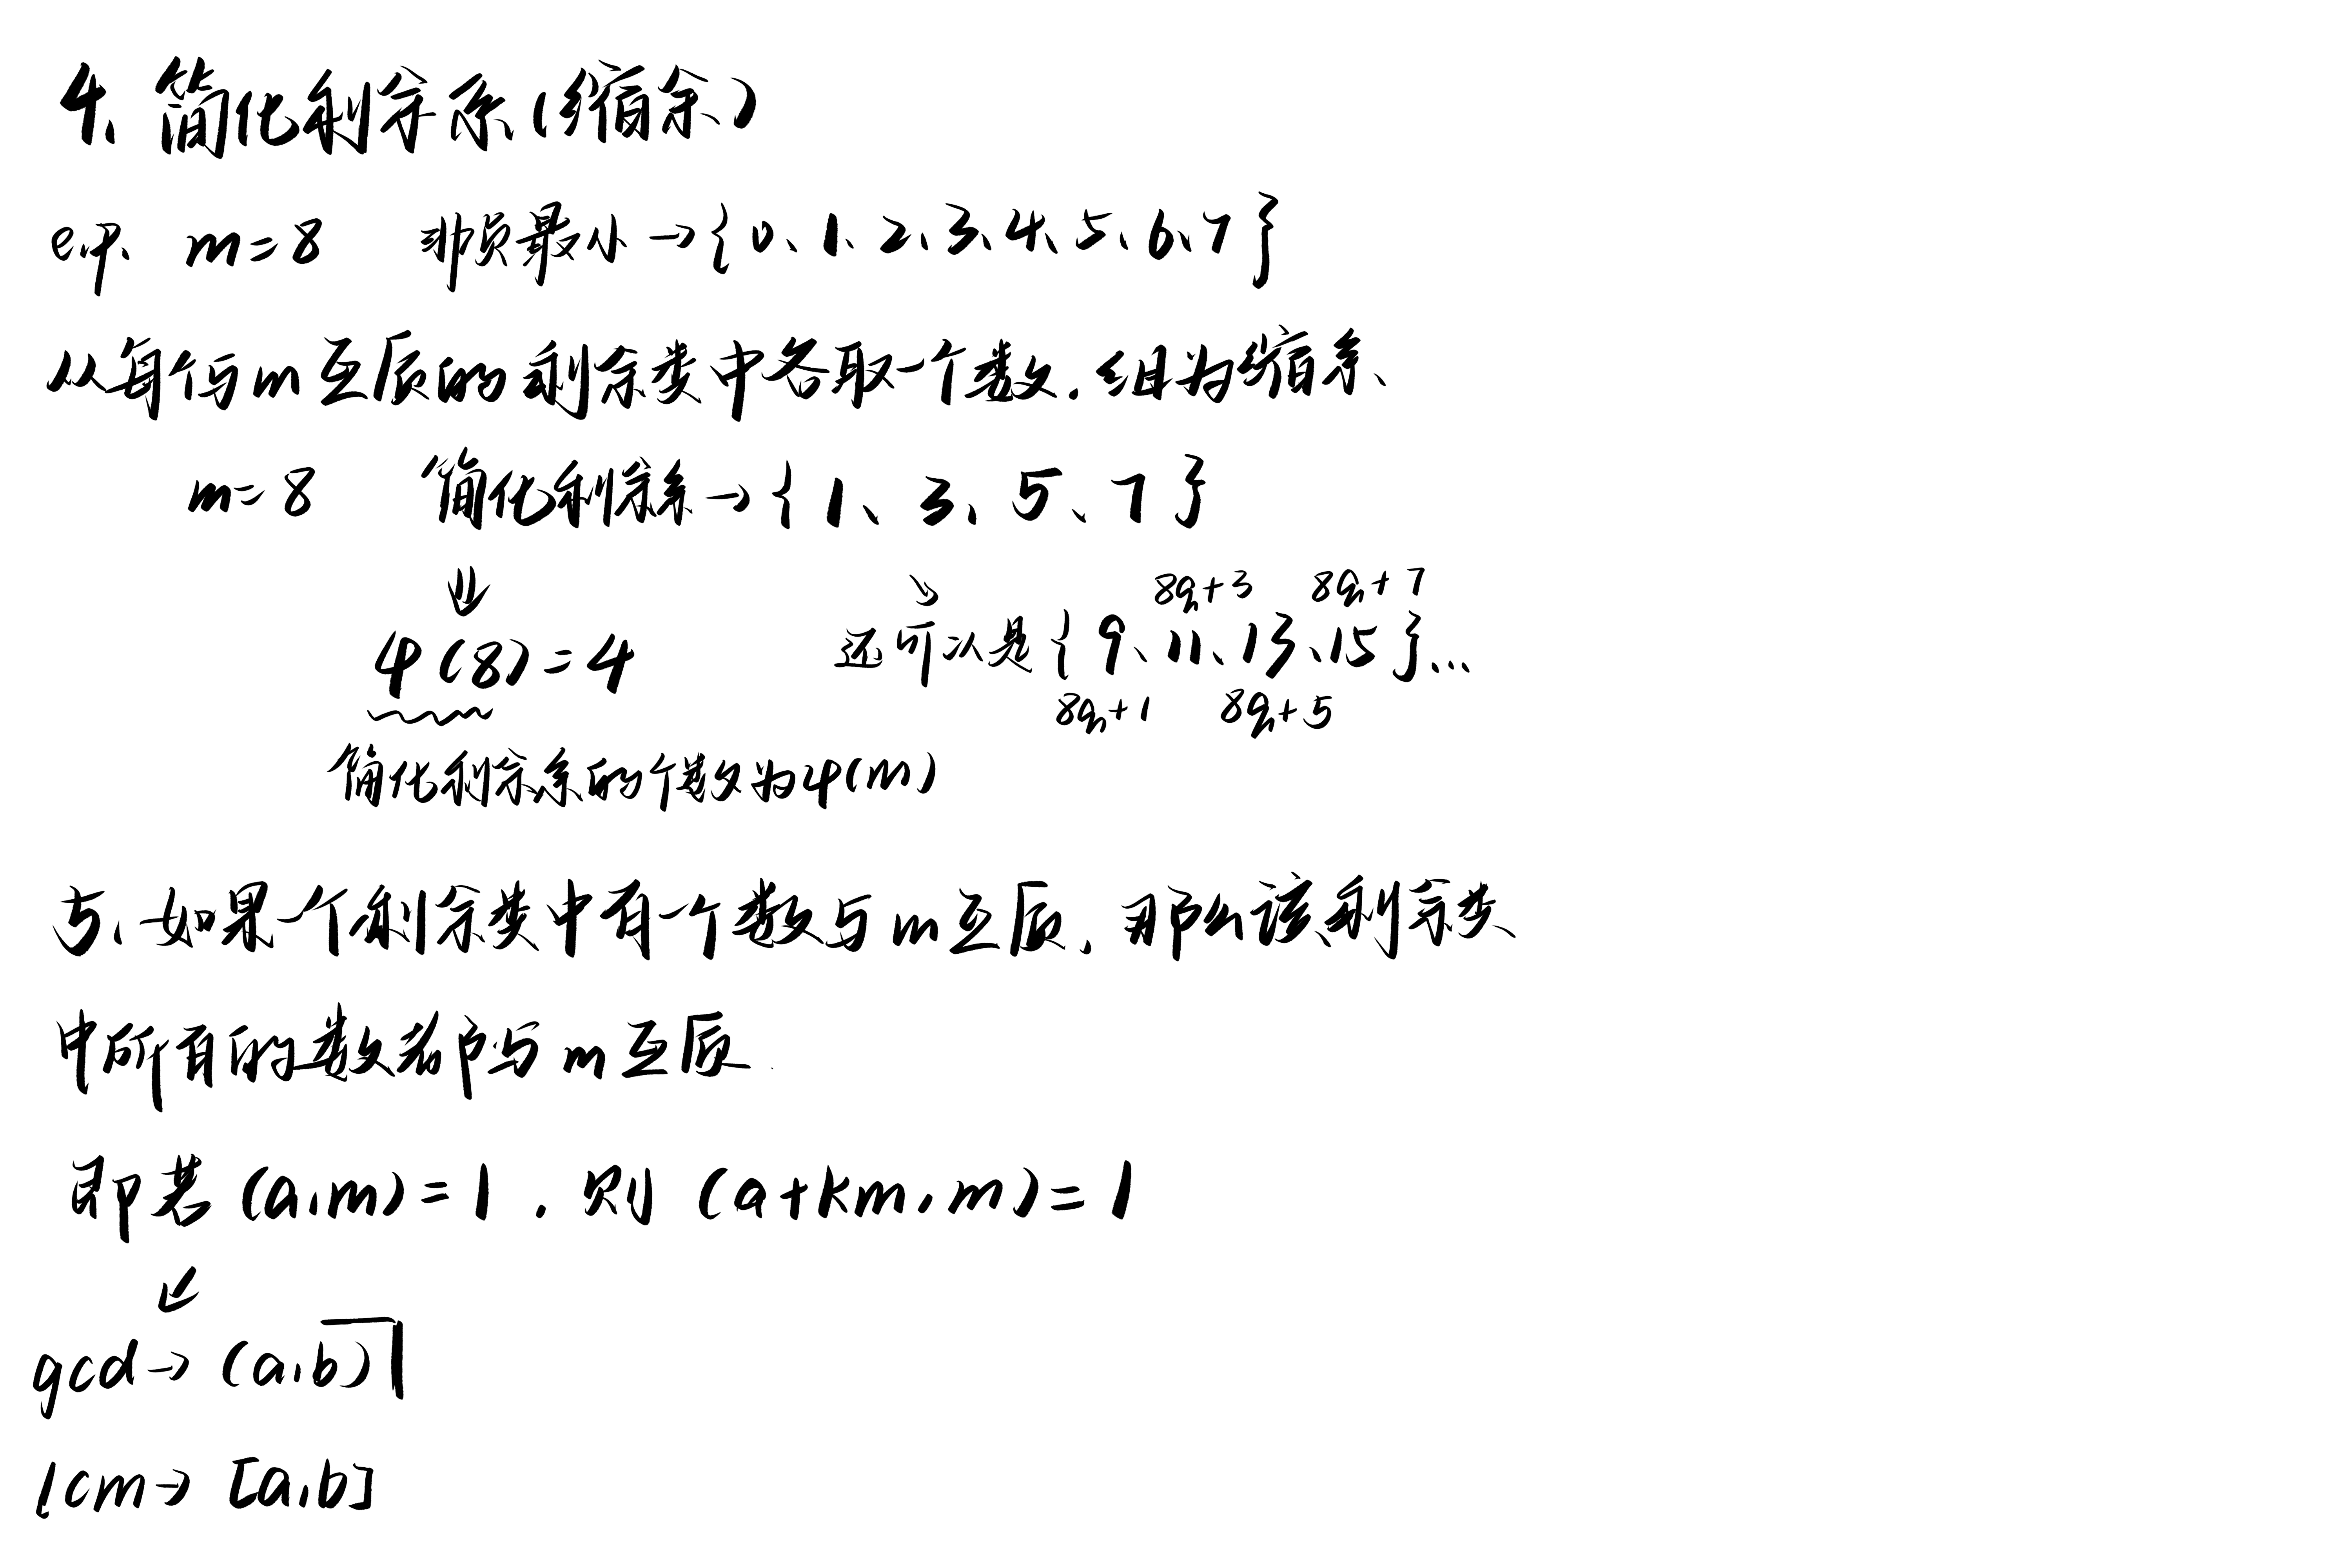 4、简化剩余系(缩系)
eg、 m=8 非负最小→{0、1、2、3、4、5、6、7}
从每个与m互质的剩余类中各取一个数,组为缩系、
m=8 简化剩余系→{1、3、5、7}
⇓
8q+3 8q+7
φ(8)=4 还可以是{9、11、13、15}...
8q+1 8q+5
简化剩余系的个数为φ(m)
5、如果一个剩余类中有一个数与m互质,那么该剩余类
中所有的数都与m互质.
即若(a,m)=1,则(a+km,m)=1
⇓
gcd→(a,b)
lcm→[a,b]